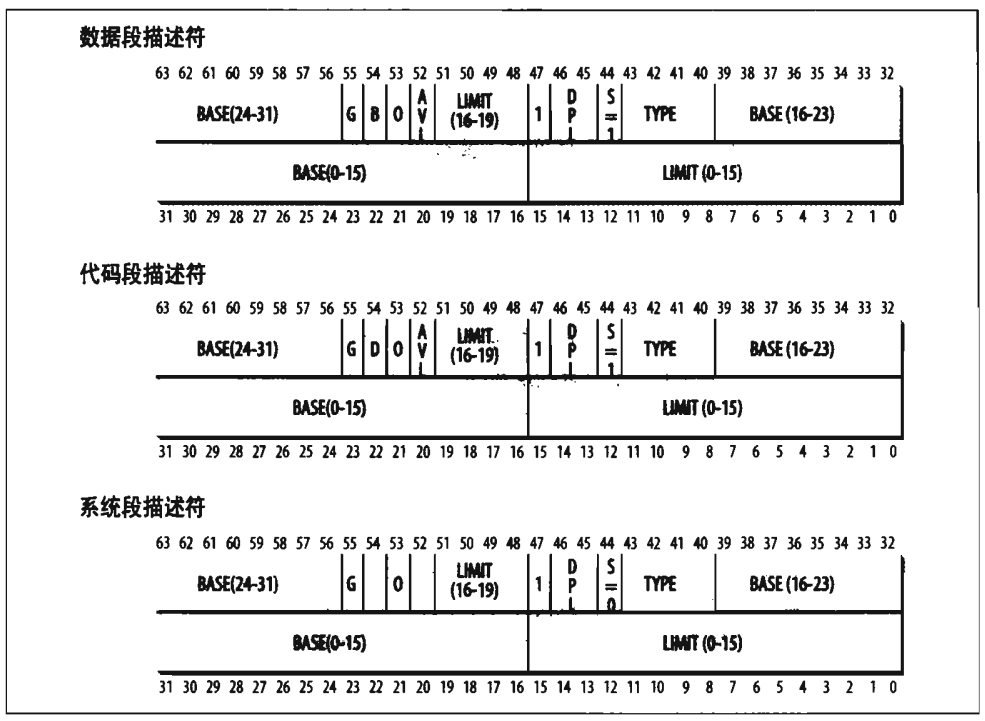 数据段描述符
63 62 61 60 59 58 57 56 55 54 53 52 51 50 49 48 47 46 45 44 43 42 41 40 39 38 37 36 35 34 33 32
BASE(24-31) G B O AVL LIMIT (16-19) 1 DPL S=1 TYPE BASE (16-23)
BASE(0-15) LIMIT (0-15)
31 30 29 28 27 26 25 24 23 22 21 20 19 18 17 16 15 14 13 12 11 10 9 8 7 6 5 4 3 2 1 0
代码段描述符
63 62 61 60 59 58 57 56 55 54 53 52 51 50 49 48 47 46 45 44 43 42 41 40 39 38 37 36 35 34 33 32
BASE(24-31) G D O AVL LIMIT (16-19) 1 DPL S=1 TYPE BASE (16-23)
BASE(0-15) LIMIT (0-15)
31 30 29 28 27 26 25 24 23 22 21 20 19 18 17 16 15 14 13 12 11 10 9 8 7 6 5 4 3 2 1 0
系统段描述符
63 62 61 60 59 58 57 56 55 54 53 52 51 50 49 48 47 46 45 44 43 42 41 40 39 38 37 36 35 34 33 32
BASE(24-31) G O LIMIT (16-19) 1 DPL S=0 TYPE BASE (16-23)
BASE(0-15) LIMIT (0-15)
31 30 29 28 27 26 25 24 23 22 21 20 19 18 17 16 15 14 13 12 11 10 9 8 7 6 5 4 3 2 1 0